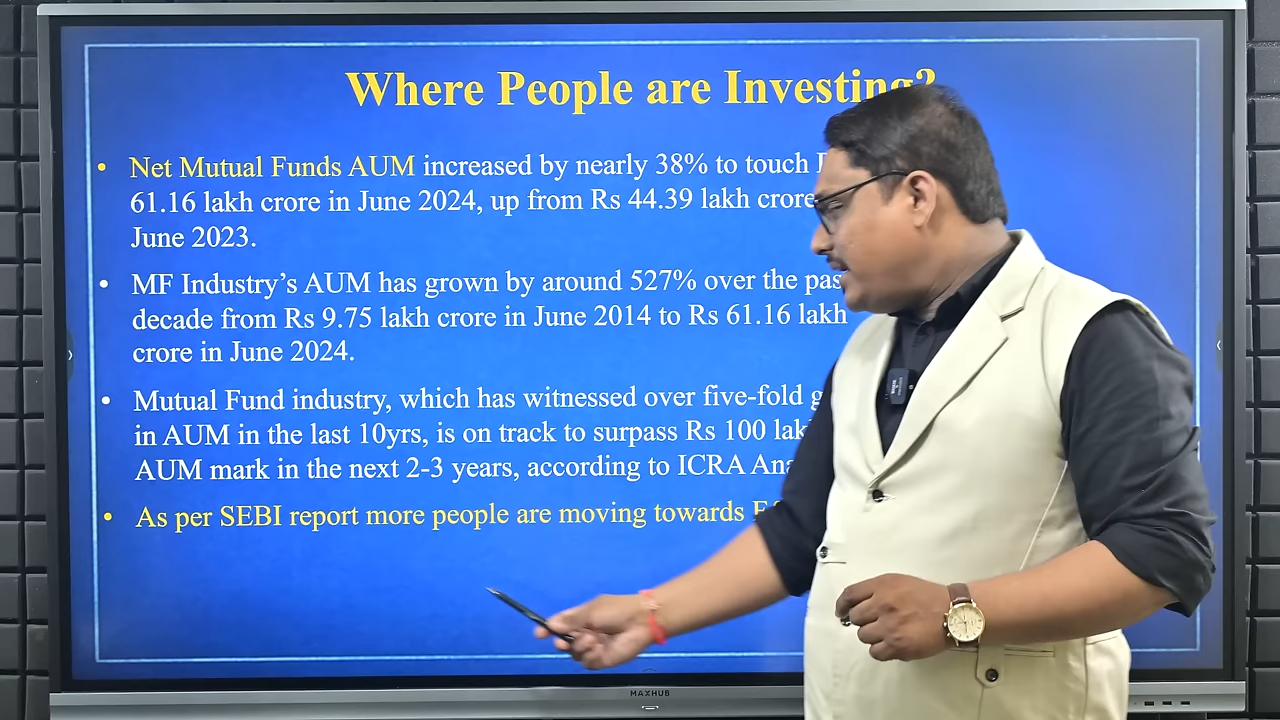 Where People are Investing?
• Net Mutual Funds AUM increased by nearly 38% to touch
61.16 lakh crore in June 2024, up from Rs 44.39 lakh crore
June 2023.
• MF Industry's AUM has grown by around 527% over the
decade from Rs 9.75 lakh crore in June 2014 to Rs 61.16 lakh
crore in June 2024.
• Mutual Fund industry, which has witnessed over five-fold
in AUM in the last 10yrs, is on track to surpass Rs 100
AUM mark in the next 2-3 years, according to ICRA
• As per SEBI report more people are moving towards
MAXHUB